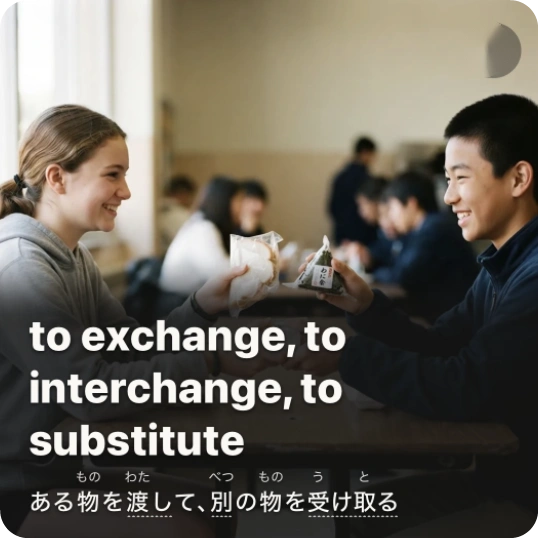 to exchange, to
interchange, to
substitute
もの わた べつ もの う と
ある物を渡して、別の物を受け取る